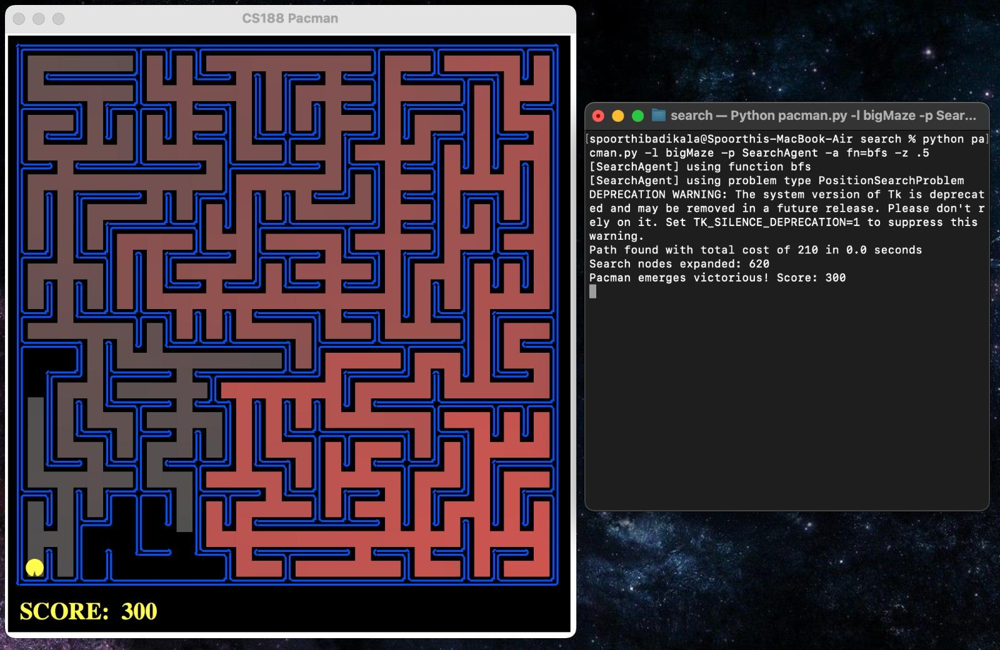 CS188 Pacman
SCORE: 300
search — Python pacman.py -l bigMaze -p Sear...
[spoorthibadikala@Spoorthis-MacBook-Air search % python pa]
cman.py -l bigMaze -p SearchAgent -a fn=bfs -z .5
[SearchAgent] using function bfs
[SearchAgent] using problem type PositionSearchProblem
DEPRECATION WARNING: The system version of Tk is deprecat
ed and may be removed in a future release. Please don't r
ely on it. Set TK_SILENCE_DEPRECATION=1 to suppress this
warning.
Path found with total cost of 210 in 0.0 seconds
Search nodes expanded: 620
Pacman emerges victorious! Score: 300